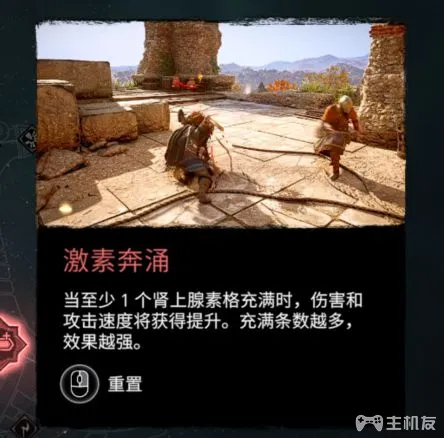 激素奔涌
当至少 1 个肾上腺素格充满时，伤害和
攻击速度将获得提升。充满条数越多，
效果越强。
重置
主机友